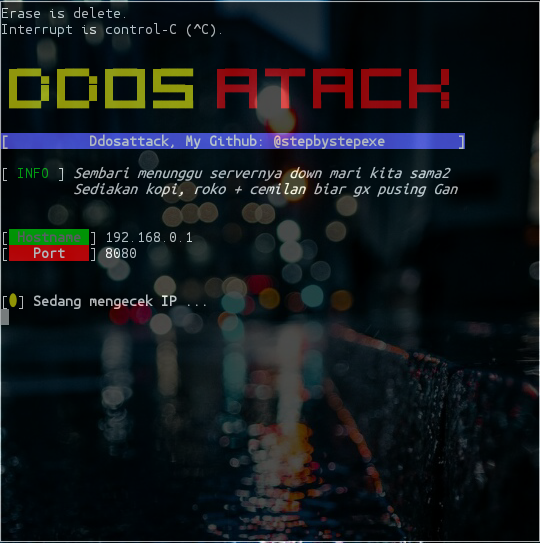 Erase is delete.
Interrupt is control-C (^C).
DDOS ATACK
[ Ddosattack, My Github: @stepbystepexe ]
[ INFO ] Sembari menunggu servernya down mari kita sama2
Sediakan kopi, roko + cemilan biar gx pusing Gan
[ Hostname ] 192.168.0.1
[ Port ] 8080
[●] Sedang mengecek IP ...